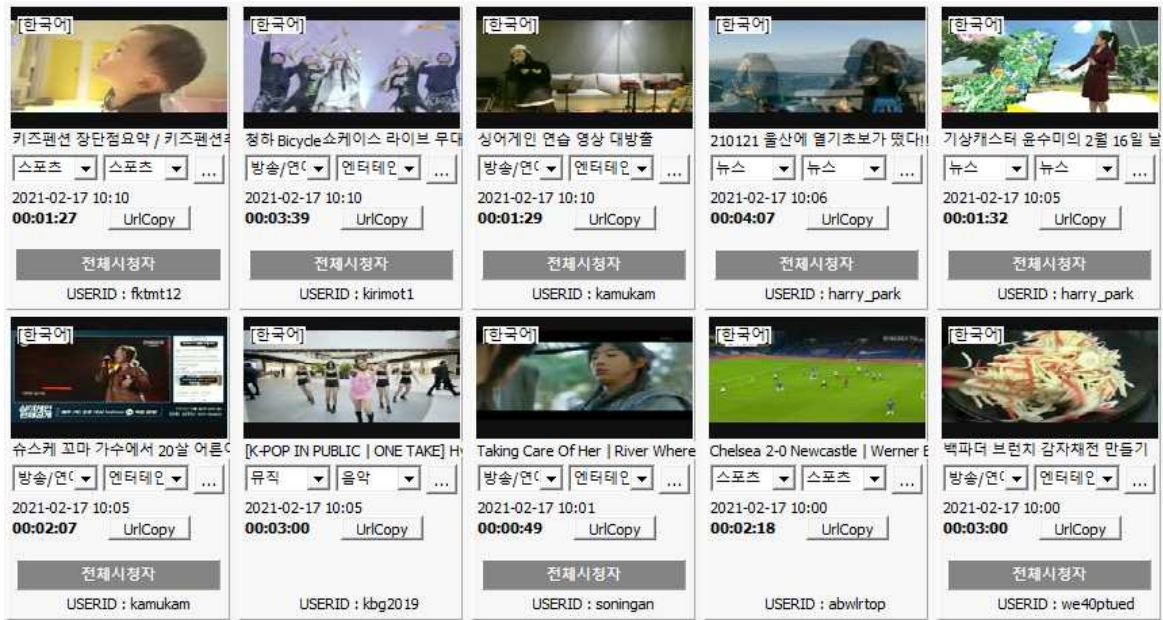 [한국어]
키즈펜션 장단점요약 / 키즈펜션
스포츠 스포츠 ...
2021-02-17 10:10
00:01:27 UrlCopy
전체시청자
USERID : fktmt12
[한국어]
청하 Bicycle쇼케이스 라이브 무대
방송/연 엔터테인 ...
2021-02-17 10:10
00:03:39 UrlCopy
전체시청자
USERID : kirimot1
[한국어]
싱어게인 연습 영상 대방출
방송/연 엔터테인 ...
2021-02-17 10:10
00:01:29 UrlCopy
전체시청자
USERID : kamukam
[한국어]
210121 울산에 열기초보가 떴다!!
뉴스 뉴스 ...
2021-02-17 10:06
00:04:07 UrlCopy
전체시청자
USERID : harry_park
[한국어]
기상캐스터 윤수미의 2월 16일 날
뉴스 뉴스 ...
2021-02-17 10:05
00:01:32 UrlCopy
전체시청자
USERID : harry_park
[한국어]
슈스케 꼬마 가수에서 20살 어른
방송/연 엔터테인 ...
2021-02-17 10:05
00:02:07 UrlCopy
전체시청자
USERID : kamukam
[한국어]
[K-POP IN PUBLIC | ONE TAKE]
뮤직 음악 ...
2021-02-17 10:05
00:03:00 UrlCopy
USERID : kbg2019
[한국어]
Taking Care Of Her | River Where
방송/연 엔터테인 ...
2021-02-17 10:01
00:00:49 UrlCopy
전체시청자
USERID : soningan
[한국어]
Chelsea 2-0 Newcastle | Werner
스포츠 스포츠 ...
2021-02-17 10:00
00:02:18 UrlCopy
USERID : abwlrtop
[한국어]
백파더 브런치 감자채전 만들기
방송/연 엔터테인 ...
2021-02-17 10:00
00:03:00 UrlCopy
전체시청자
USERID : we40ptued